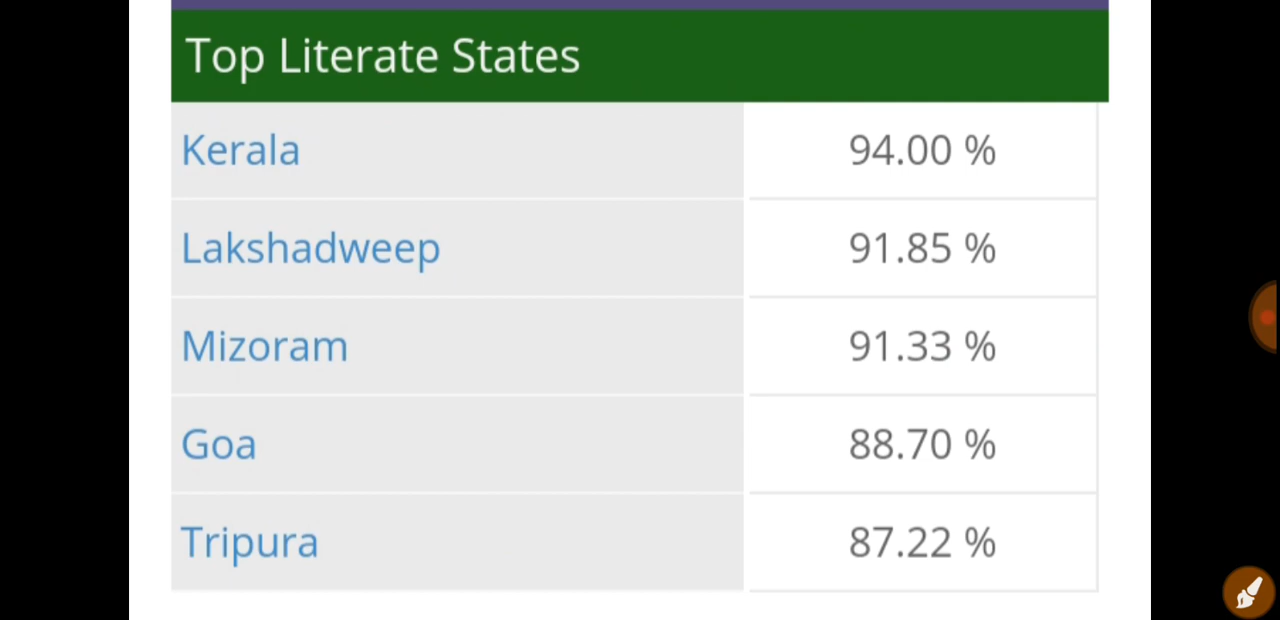 Top Literate States
Kerala 94.00 %
Lakshadweep 91.85 %
Mizoram 91.33 %
Goa 88.70 %
Tripura 87.22 %